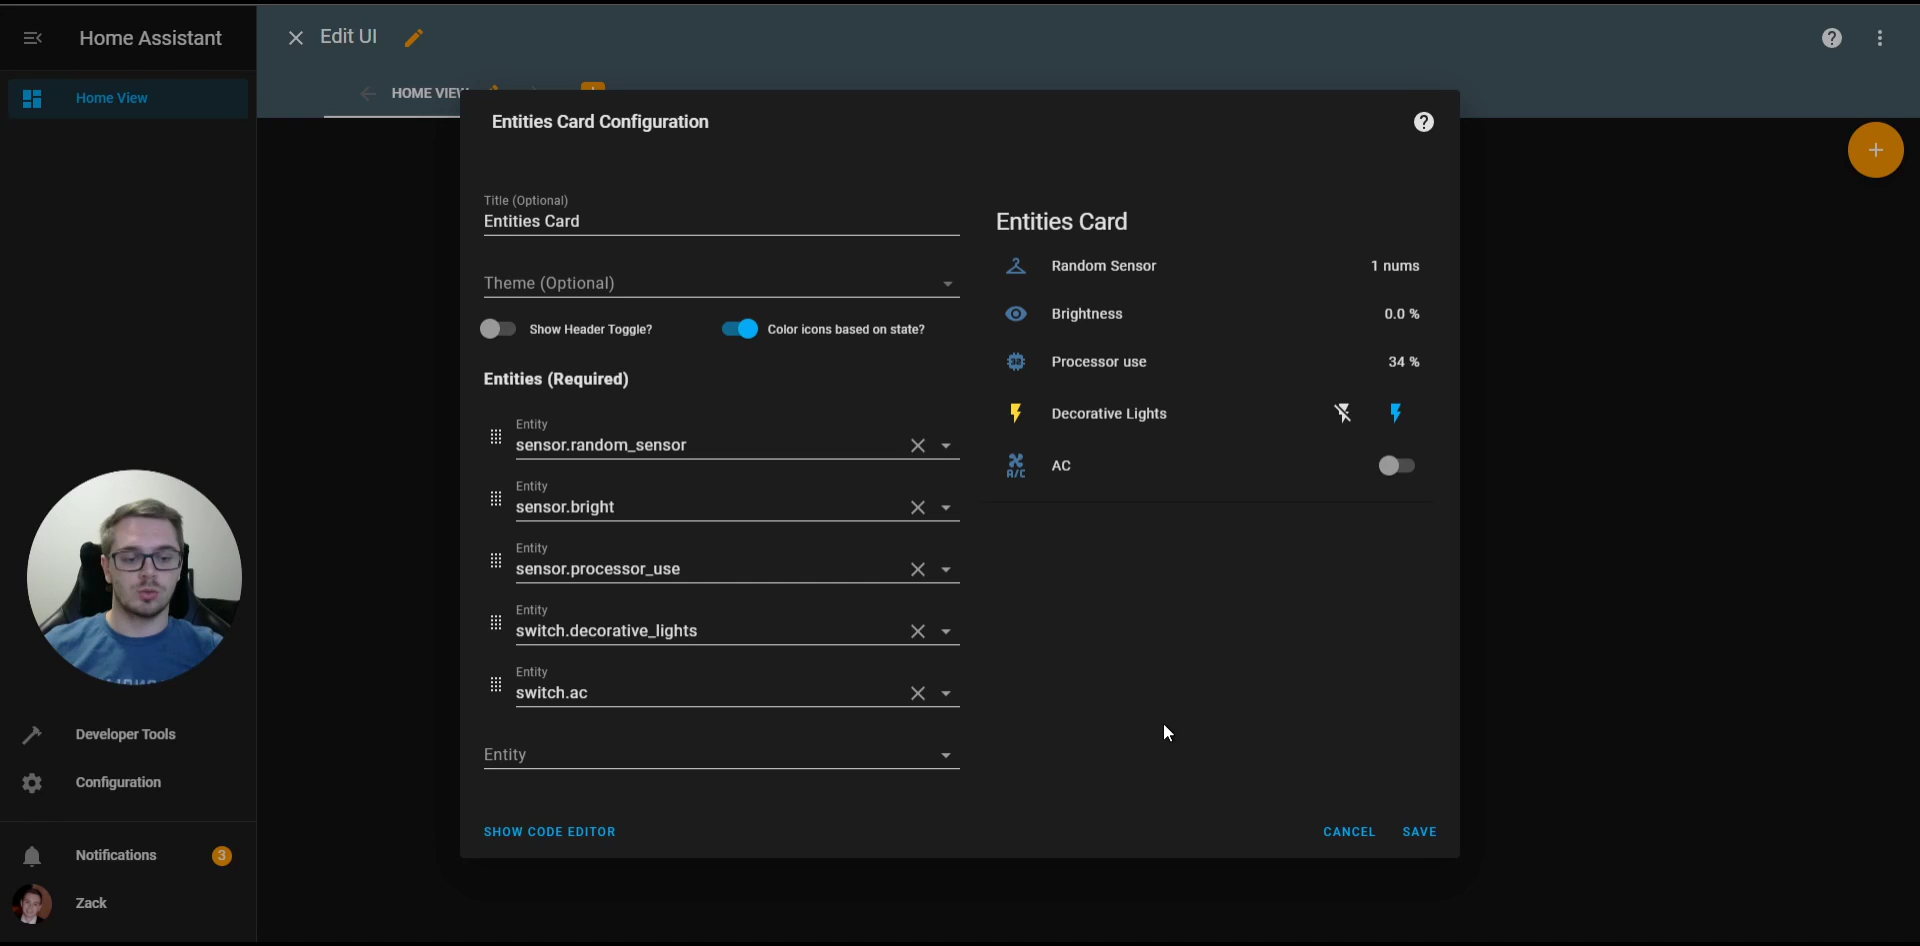 Home Assistant
Edit UI
Home View
HOME VIEW
Entities Card Configuration
Title (Optional)
Entities Card
Theme (Optional)
Show Header Toggle?
Color icons based on state?
Entities (Required)
Entity
sensor.random_sensor
Entity
sensor.bright
Entity
sensor.processor_use
Entity
switch.decorative_lights
Entity
switch.ac
Entity
SHOW CODE EDITOR
Entities Card
Random Sensor 1 nums
Brightness 0.0 %
Processor use 34 %
Decorative Lights
A/C
AC
CANCEL SAVE
Developer Tools
Configuration
Notifications 3
Zack